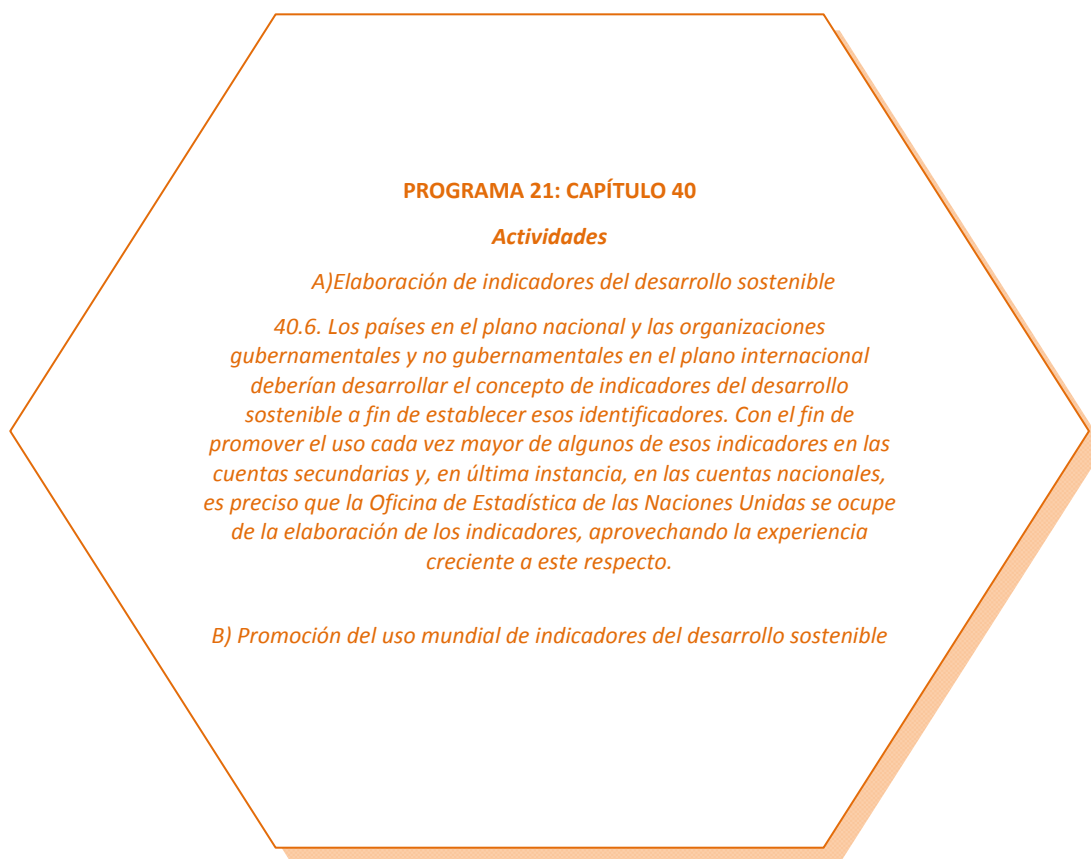 PROGRAMA 21: CAPÍTULO 40
Actividades
A)Elaboración de indicadores del desarrollo sostenible
40.6. Los países en el plano nacional y las organizaciones
gubernamentales y no gubernamentales en el plano internacional
deberían desarrollar el concepto de indicadores del desarrollo
sostenible a fin de establecer esos identificadores. Con el fin de
promover el uso cada vez mayor de algunos de esos indicadores en las
cuentas secundarias y, en última instancia, en las cuentas nacionales,
es preciso que la Oficina de Estadística de las Naciones Unidas se ocupe
de la elaboración de los indicadores, aprovechando la experiencia
creciente a este respecto.
B) Promoción del uso mundial de indicadores del desarrollo sostenible